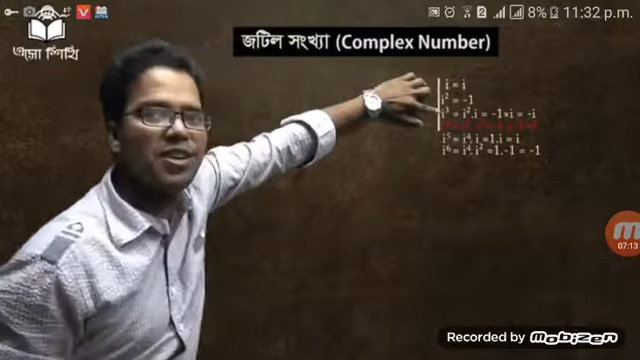 8% 11:32 p.m.
এসো শিখি
জটিল সংখ্যা (Complex Number)
i = i
i² = -1
i³ = i².i = -1×i = -i
i⁵ = i⁴.i =1.i = i
i⁶ = i⁴.i² =1.-1 = -1
07:13
Recorded by mobizen